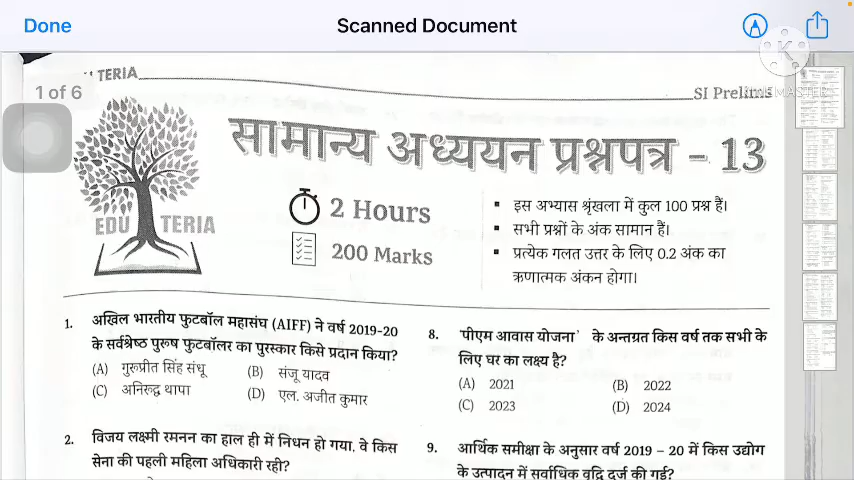 Done
Scanned Document
1 of 6
TERIA
SI Prelims
KINEMASTER
EDU TERIA
सामान्य अध्ययन प्रश्नपत्र - 13
2 Hours
200 Marks
▪ इस अभ्यास श्रृंखला में कुल 100 प्रश्न हैं।
▪ सभी प्रश्नों के अंक सामान हैं।
▪ प्रत्येक गलत उत्तर के लिए 0.2 अंक का
ऋणात्मक अंकन होगा।
1. अखिल भारतीय फुटबॉल महासंघ (AIFF) ने वर्ष 2019-20
के सर्वश्रेष्ठ पुरुष फुटबॉलर का पुरस्कार किसे प्रदान किया?
(A) गुरूप्रीत सिंह संधू (B) संजू यादव
(C) अनिरूद्ध थापा (D) एल. अजीत कुमार
2. विजय लक्ष्मी रमनन का हाल ही में निधन हो गया, वे किस
सेना की पहली महिला अधिकारी रही?
8. 'पीएम आवास योजना' के अन्तग्रत किस वर्ष तक सभी के
लिए घर का लक्ष्य है?
(A) 2021 (B) 2022
(C) 2023 (D) 2024
9. आर्थिक समीक्षा के अनुसार वर्ष 2019 - 20 में किस उद्योग
के उत्पादन में सर्वाधिक वृद्धि दर्ज की गई?